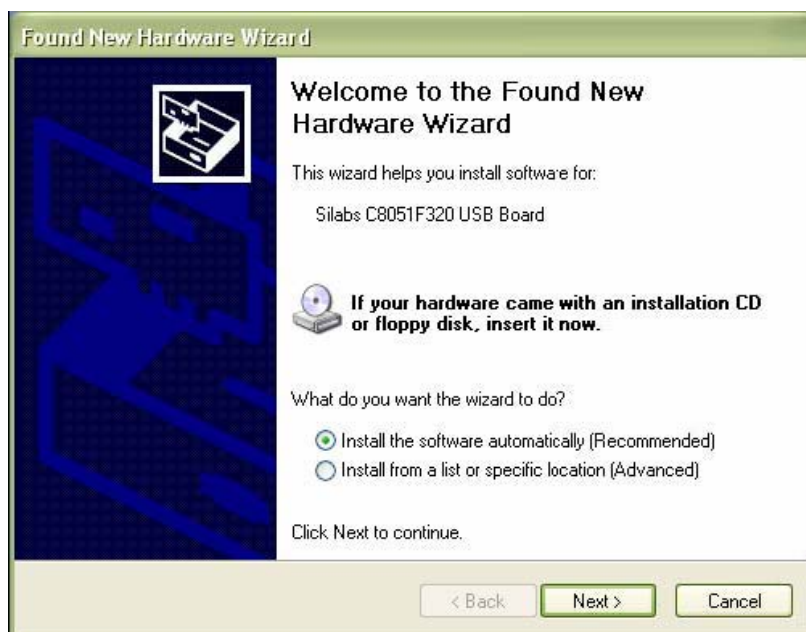 Found New Hardware Wizard
Welcome to the Found New
Hardware Wizard
This wizard helps you install software for:
Silabs C8051F320 USB Board
If your hardware came with an installation CD
or floppy disk, insert it now.
What do you want the wizard to do?
Install the software automatically (Recommended)
Install from a list or specific location (Advanced)
Click Next to continue.
< Back Next > Cancel